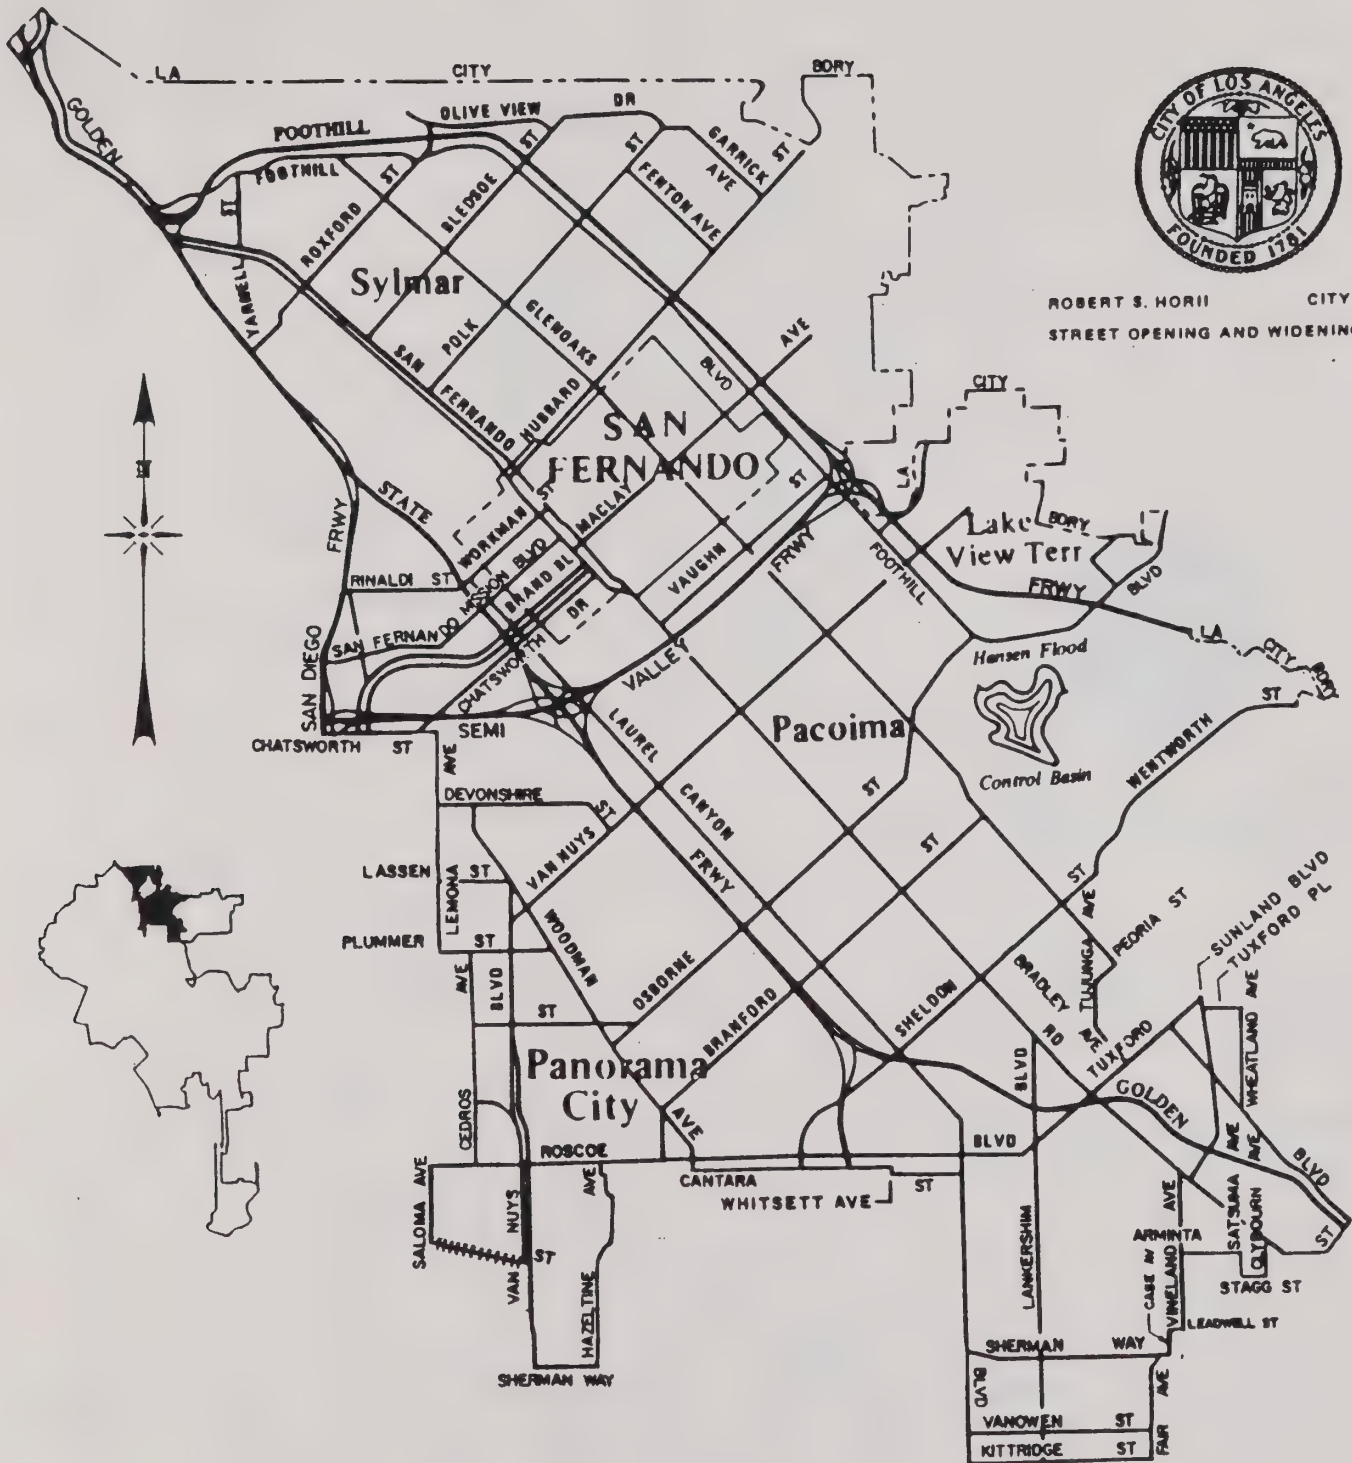 LA CITY BDRY
CITY OF LOS ANGELES
FOUNDED 1781
ROBERT S. HORII CITY
STREET OPENING AND WIDENING
GOLDEN
FOOTHILL
OLIVE VIEW DR
FOOTHILL
ST
ST
ST
GARRICK AVE
ST
FENTON AVE
BLEDSOE
ROXFORD
ST
YARNELL
Sylmar
SAN FERNANDO
POLK
GLENOAKS
BLVD
AVE
HUBBARD
SAN
FERNANDO
N
CITY
LA
BDRY
STATE
FRWY
ST
MACLAY
ST
WORKMAN
VAUGHN
FRWY
Lake
View Terr
FOOTHILL
FRWY
BLVD
RINALDI ST
SAN FERNANDO MISSION BLVD
BRAND BL
DR
CHATSWORTH
LA CITY BDRY
SAN DIEGO
VALLEY
Hansen Flood
Control Basin
SEMI
CHATSWORTH ST
LAUREL
CANYON
Pacoima
ST
WENTWORTH
AVE
DEVONSHIRE
ST
ST
VAN NUYS
FRWY
ST
LASSEN ST
LEMONA
WOODMAN
ST
SUNLAND BLVD
TUXFORD PL
PLUMMER ST
PEORIA ST
TUJUNGA AVE
AVE
BLVD
ST
OSBORNE
BRANFORD
SHELDON
BRADLEY AVE
RD
TUXFORD
WHEATLAND AVE
Panorama
City
CEDROS
AVE
BLVD
GOLDEN
ROSCOE
BLVD
AVE
AVE
BLVD
SALOMA AVE
AVE
CANTARA
ST
WHITSETT AVE
VAN NUYS
ST
HAZELTINE
LANKERSHIM
AVE
ARMINTA
SATSUMA
CLYBOURN
ST
CASE AV
VINELAND
STAGG ST
LEADWELL ST
SHERMAN WAY
SHERMAN WAY
BLVD
AVE
VANOWEN ST
KITTRIDGE ST
FAIR